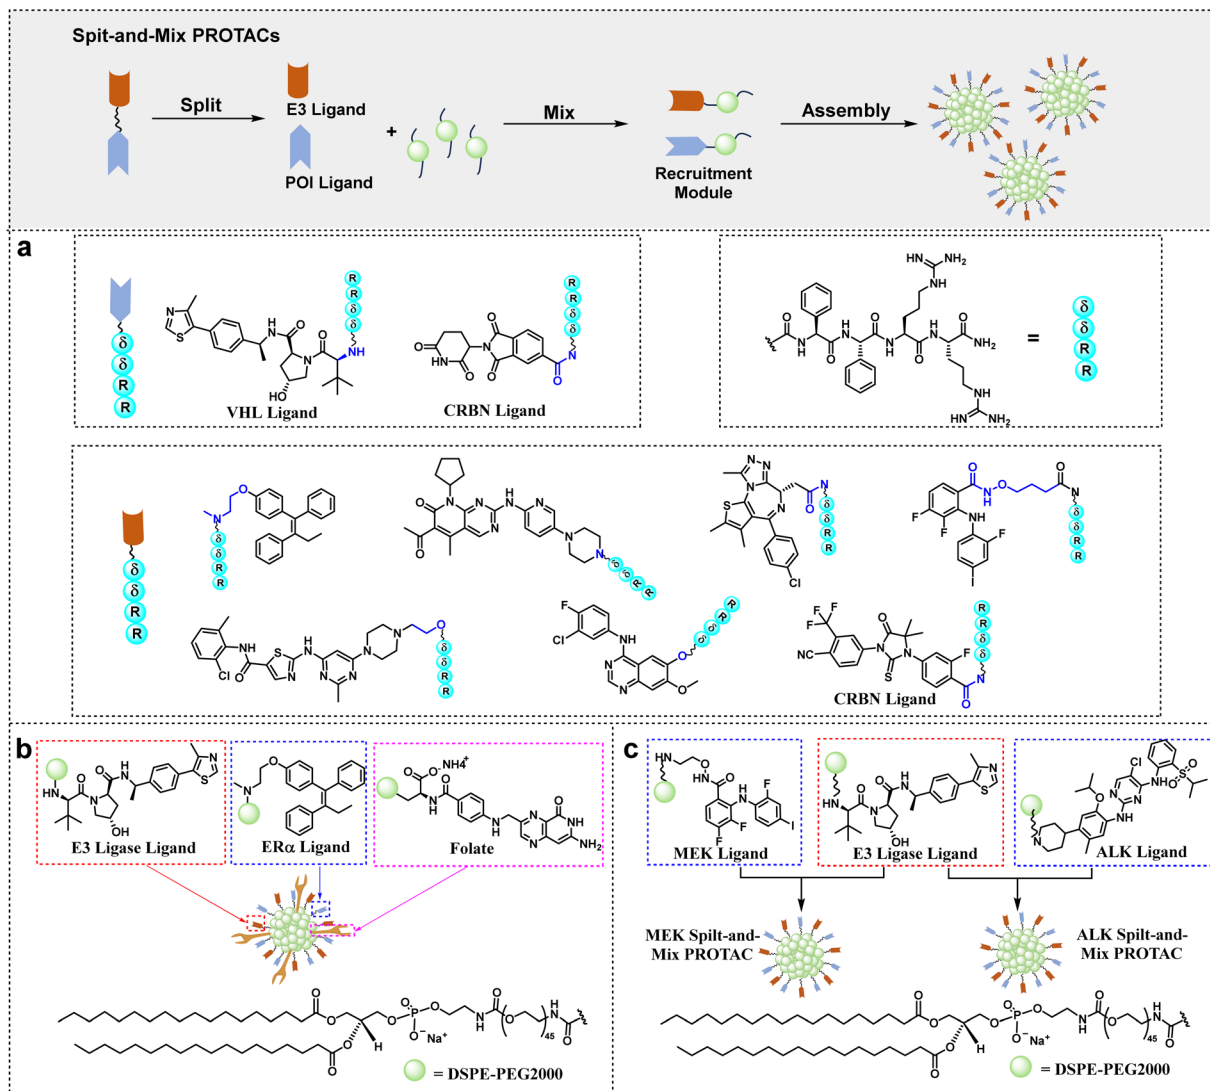 Spit-and-Mix PROTACs
Split
E3 Ligand
POI Ligand
+
Mix
Recruitment
Module
Assembly
a
VHL Ligand
CRBN Ligand
=
δ
δ
R
R
CRBN Ligand
b
E3 Ligase Ligand
ERα Ligand
Folate
= DSPE-PEG2000
c
MEK Ligand
E3 Ligase Ligand
ALK Ligand
MEK Spilt-and-
Mix PROTAC
ALK Spilt-and-
Mix PROTAC
= DSPE-PEG2000